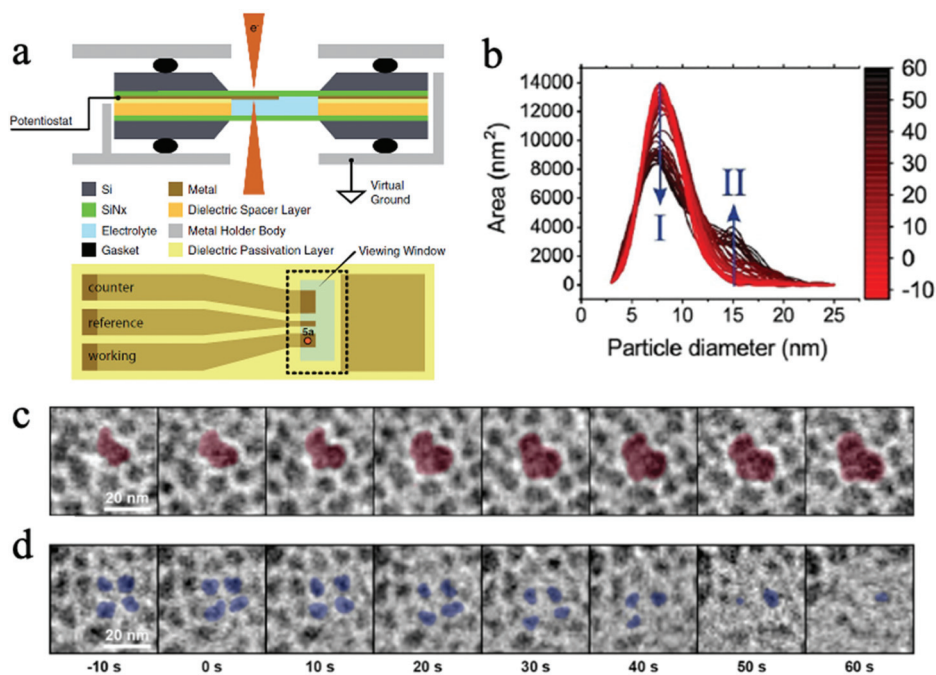 a
e
Potentiostat
Virtual
Ground
Si
SiNx
Electrolyte
Gasket
Metal
Dielectric Spacer Layer
Metal Holder Body
Dielectric Passivation Layer
Viewing Window
counter
reference
working
5a
b
Area (nm²)
14000
12000
10000
8000
6000
4000
2000
0
0 5 10 15 20 25
Particle diameter (nm)
I
II
60
50
40
30
20
10
0
-10
c
20 nm
d
20 nm
-10 s 0 s 10 s 20 s 30 s 40 s 50 s 60 s